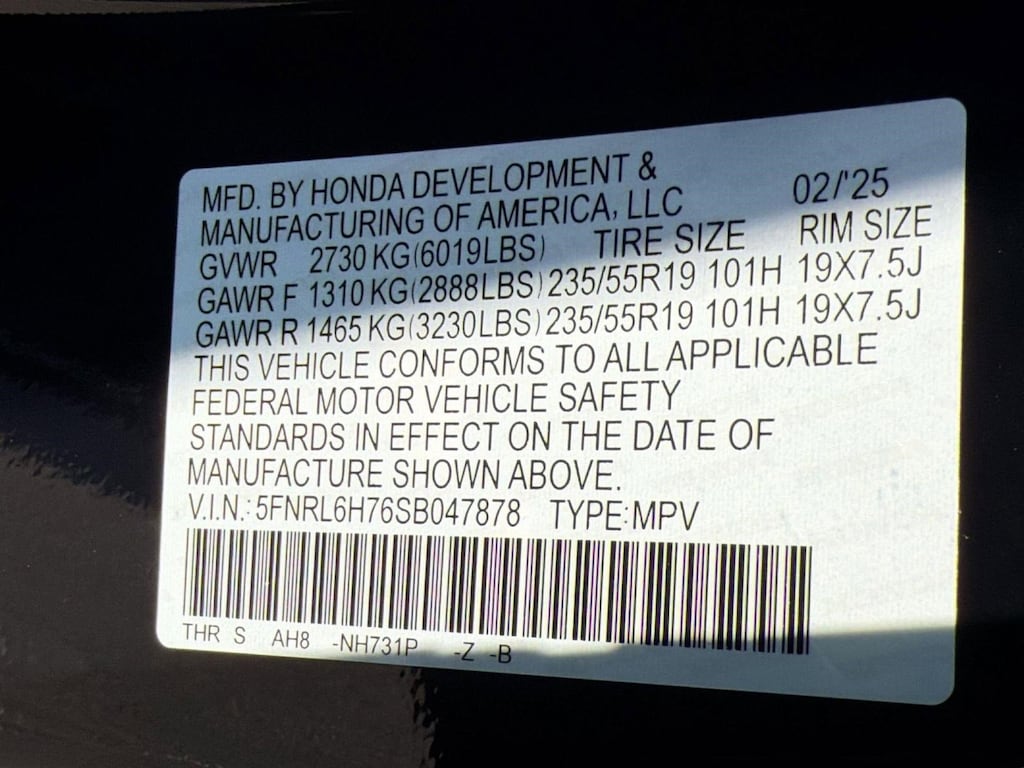 MFD. BY HONDA DEVELOPMENT &
MANUFACTURING OF AMERICA, LLC 02/'25
GVWR 2730 KG(6019LBS) TIRE SIZE RIM SIZE
GAWR F 1310 KG(2888LBS) 235/55R19 101H 19X7.5J
GAWR R 1465 KG(3230LBS) 235/55R19 101H 19X7.5J
THIS VEHICLE CONFORMS TO ALL APPLICABLE
FEDERAL MOTOR VEHICLE SAFETY
STANDARDS IN EFFECT ON THE DATE OF
MANUFACTURE SHOWN ABOVE.
V.I.N.: 5FNRL6H76SB047878 TYPE: MPV
THR S AH8 -NH731P -Z -B